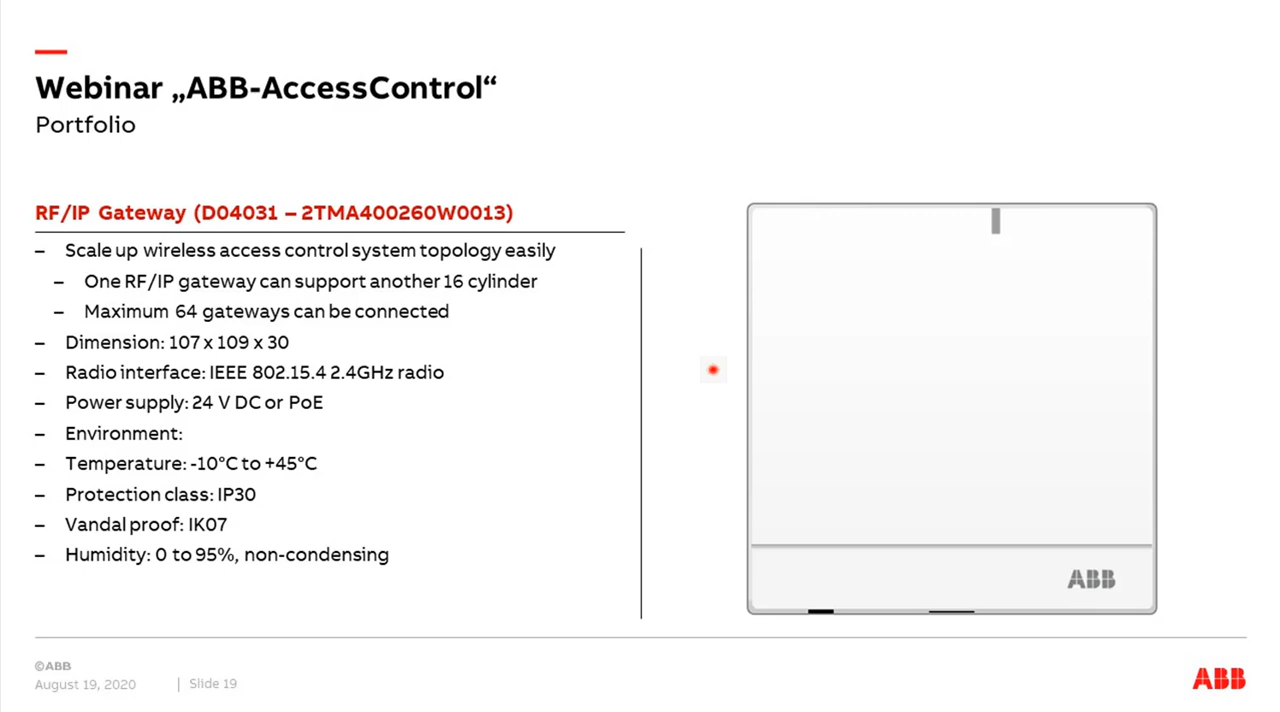 Webinar „ABB-AccessControl“
Portfolio
RF/IP Gateway (D04031 – 2TMA400260W0013)
– Scale up wireless access control system topology easily
– One RF/IP gateway can support another 16 cylinder
– Maximum 64 gateways can be connected
– Dimension: 107 x 109 x 30
– Radio interface: IEEE 802.15.4 2.4GHz radio
– Power supply: 24 V DC or PoE
– Environment:
– Temperature: -10°C to +45°C
– Protection class: IP30
– Vandal proof: IK07
– Humidity: 0 to 95%, non-condensing
ABB
©ABB
August 19, 2020 | Slide 19
ABB